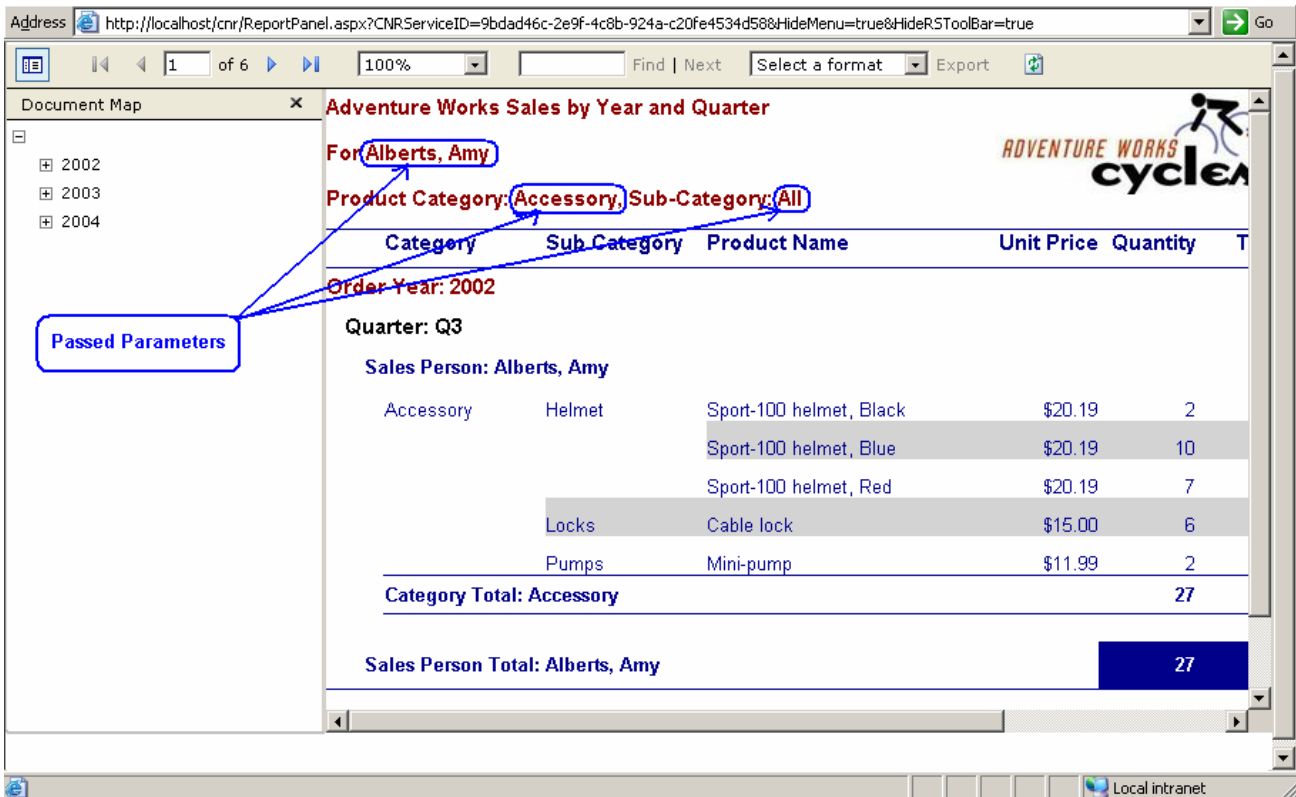 Address http://localhost/cnr/ReportPanel.aspx?CNRServiceID=9bdad46c-2e9f-4c8b-924a-c20fe4534d58&HideMenu=true&HideRSToolBar=true Go
1 of 6 100% Find | Next Select a format Export
Document Map ×
2002
2003
2004
Passed Parameters
Adventure Works Sales by Year and Quarter
ADVENTURE WORKS
For Alberts, Amy
Product Category: Accessory, Sub-Category: All
Category Sub Category Product Name Unit Price Quantity T
Order Year: 2002
Quarter: Q3
Sales Person: Alberts, Amy
Accessory Helmet Sport-100 helmet, Black $20.19 2
Sport-100 helmet, Blue $20.19 10
Sport-100 helmet, Red $20.19 7
Locks Cable lock $15.00 6
Pumps Mini-pump $11.99 2
Category Total: Accessory 27
Sales Person Total: Alberts, Amy 27
Local intranet